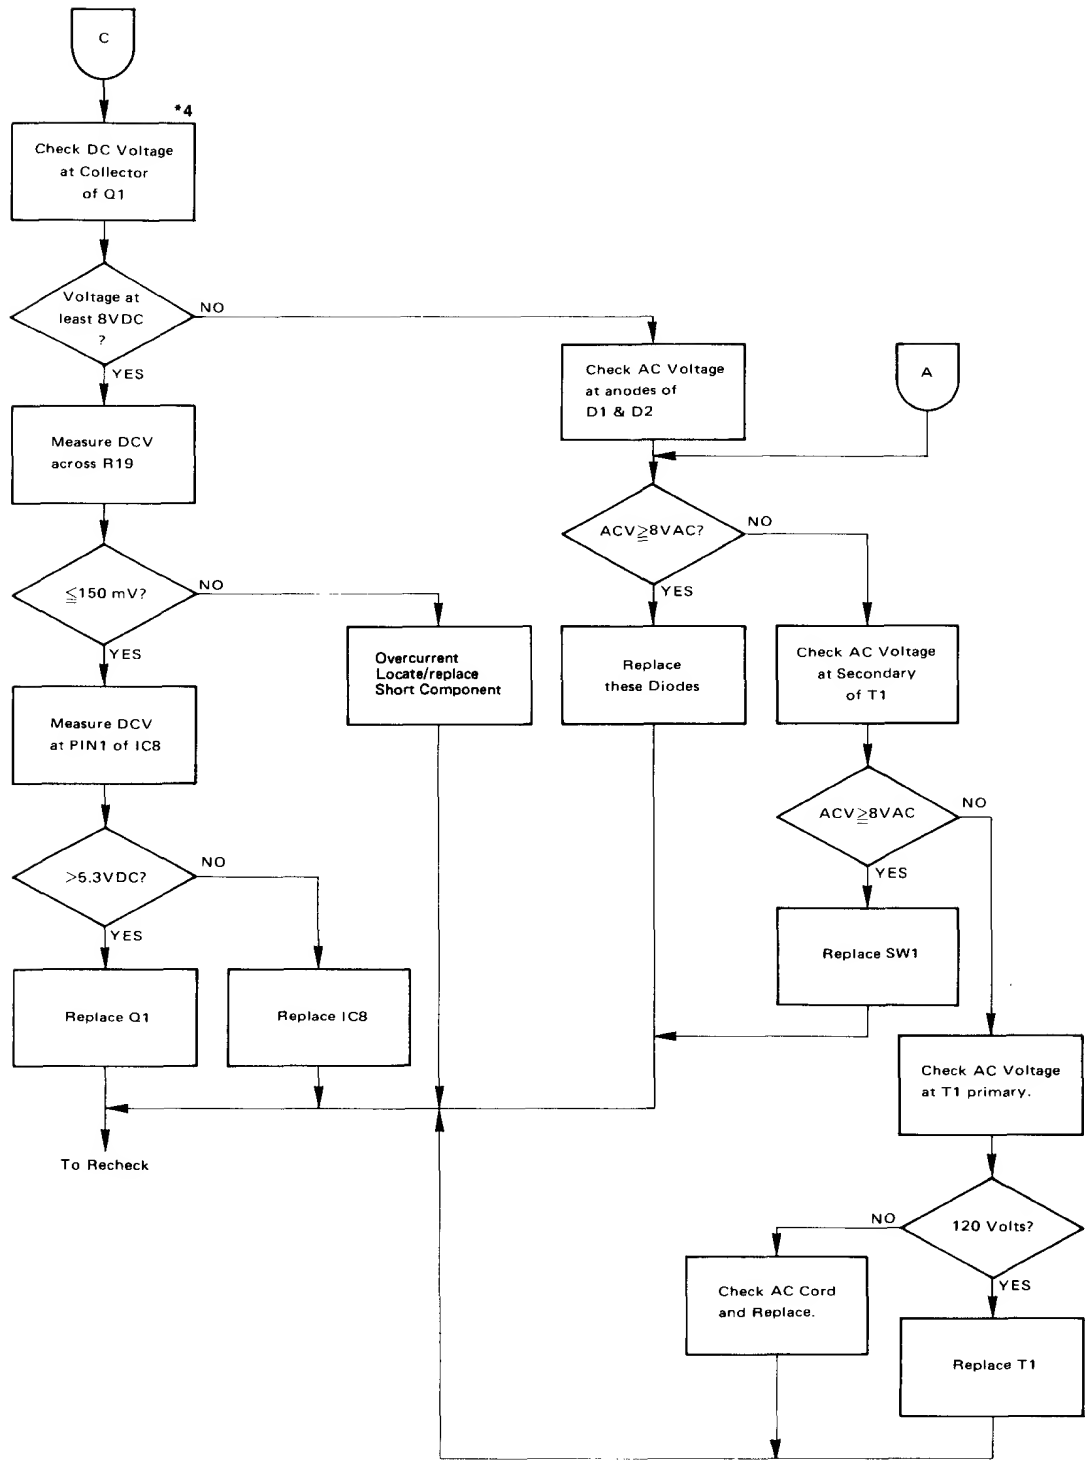 C
*4
Check DC Voltage
at Collector
of Q1
Voltage at
least 8VDC
?
NO
YES
Check AC Voltage
at anodes of
D1 & D2
A
Measure DCV
across R19
ACV≧8VAC?
NO
YES
≦150 mV?
NO
YES
Overcurrent
Locate/replace
Short Component
Replace
these Diodes
Check AC Voltage
at Secondary
of T1
Measure DCV
at PIN1 of IC8
ACV≧8VAC
NO
YES
>5.3VDC?
NO
YES
Replace SW1
Replace Q1
Replace IC8
Check AC Voltage
at T1 primary.
To Recheck
120 Volts?
NO
YES
Check AC Cord
and Replace.
Replace T1